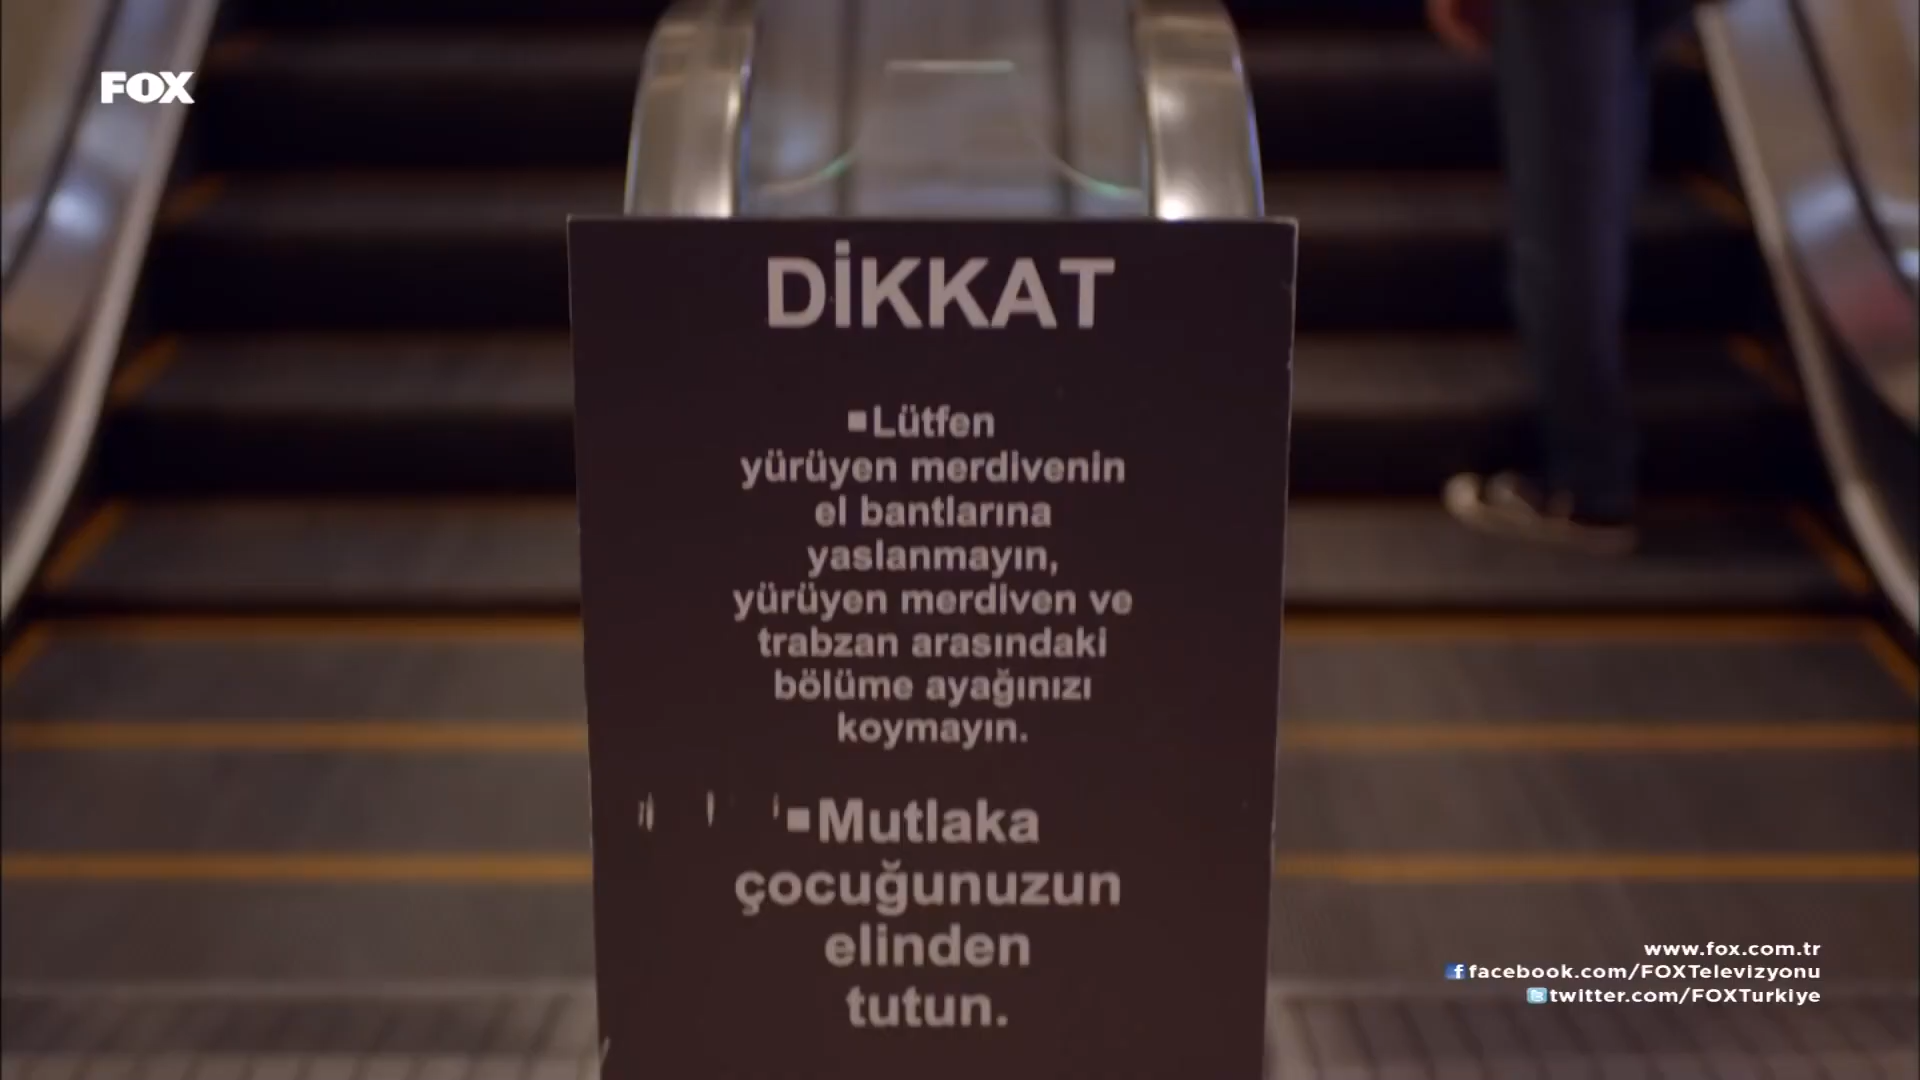 FOX
DİKKAT
▪Lütfen
yürüyen merdivenin
el bantlarına
yaslanmayın,
yürüyen merdiven ve
trabzan arasındaki
bölüme ayağınızı
koymayın.
▪Mutlaka
çocuğunuzun
elinden
tutun.
www.fox.com.tr
facebook.com/FOXTelevizyonu
twitter.com/FOXTurkiye